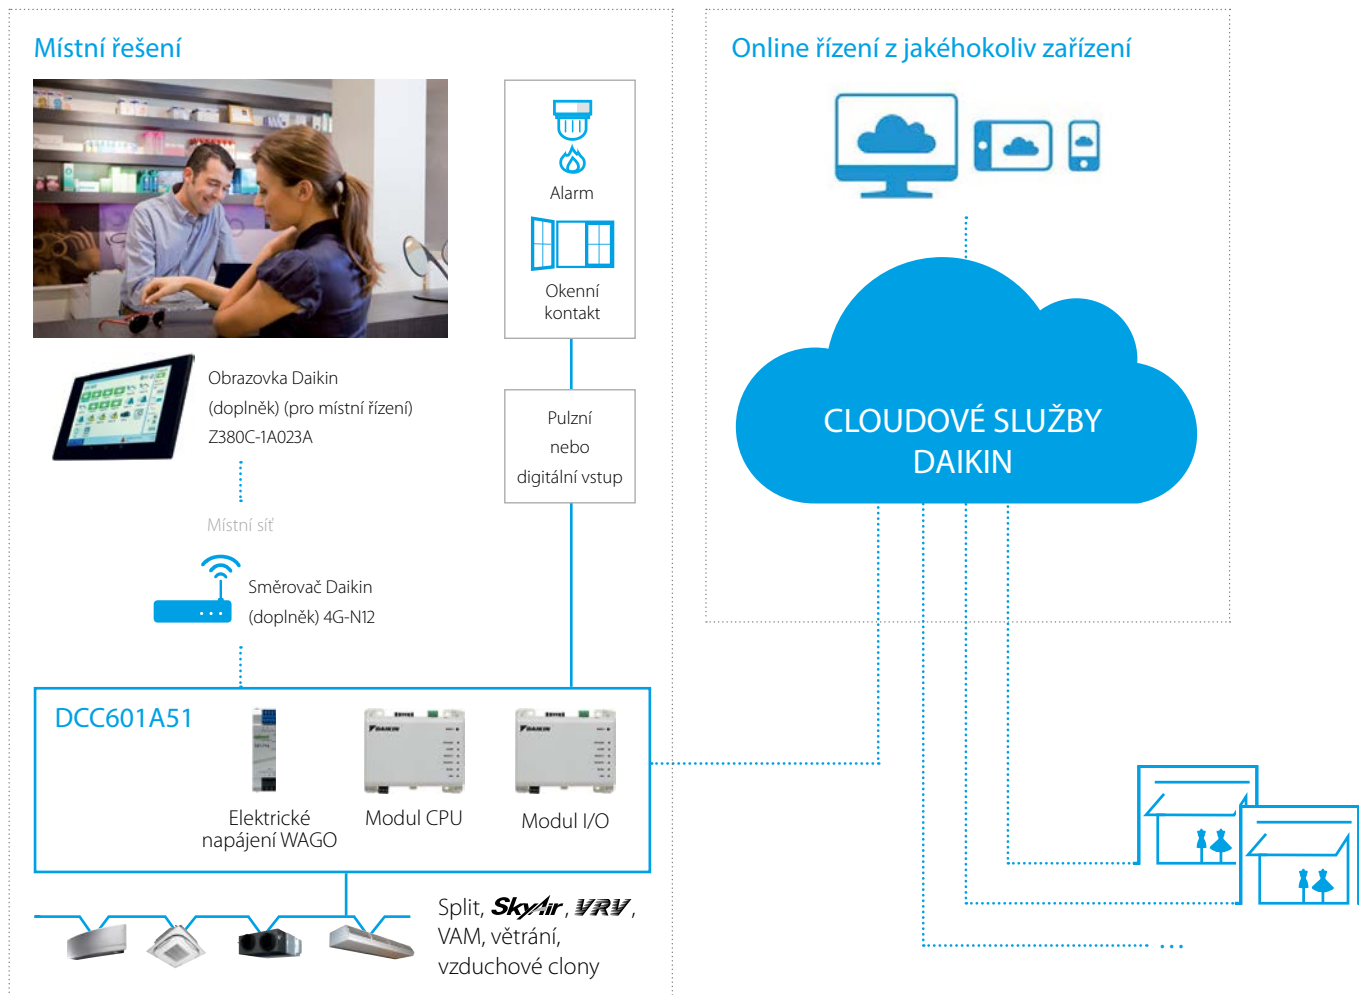 Místní řešení
Alarm
Okenní
kontakt
Obrazovka Daikin
(doplněk) (pro místní řízení)
Z380C-1A023A
Pulzní
nebo
digitální vstup
Místní síť
Směrovač Daikin
(doplněk) 4G-N12
DCC601A51
DAIKIN
DAIKIN
Elektrické
napájení WAGO
Modul CPU
Modul I/O
Split, SkyAir, VRV,
VAM, větrání,
vzduchové clony
Online řízení z jakéhokoliv zařízení
CLOUDOVÉ SLUŽBY
DAIKIN
...